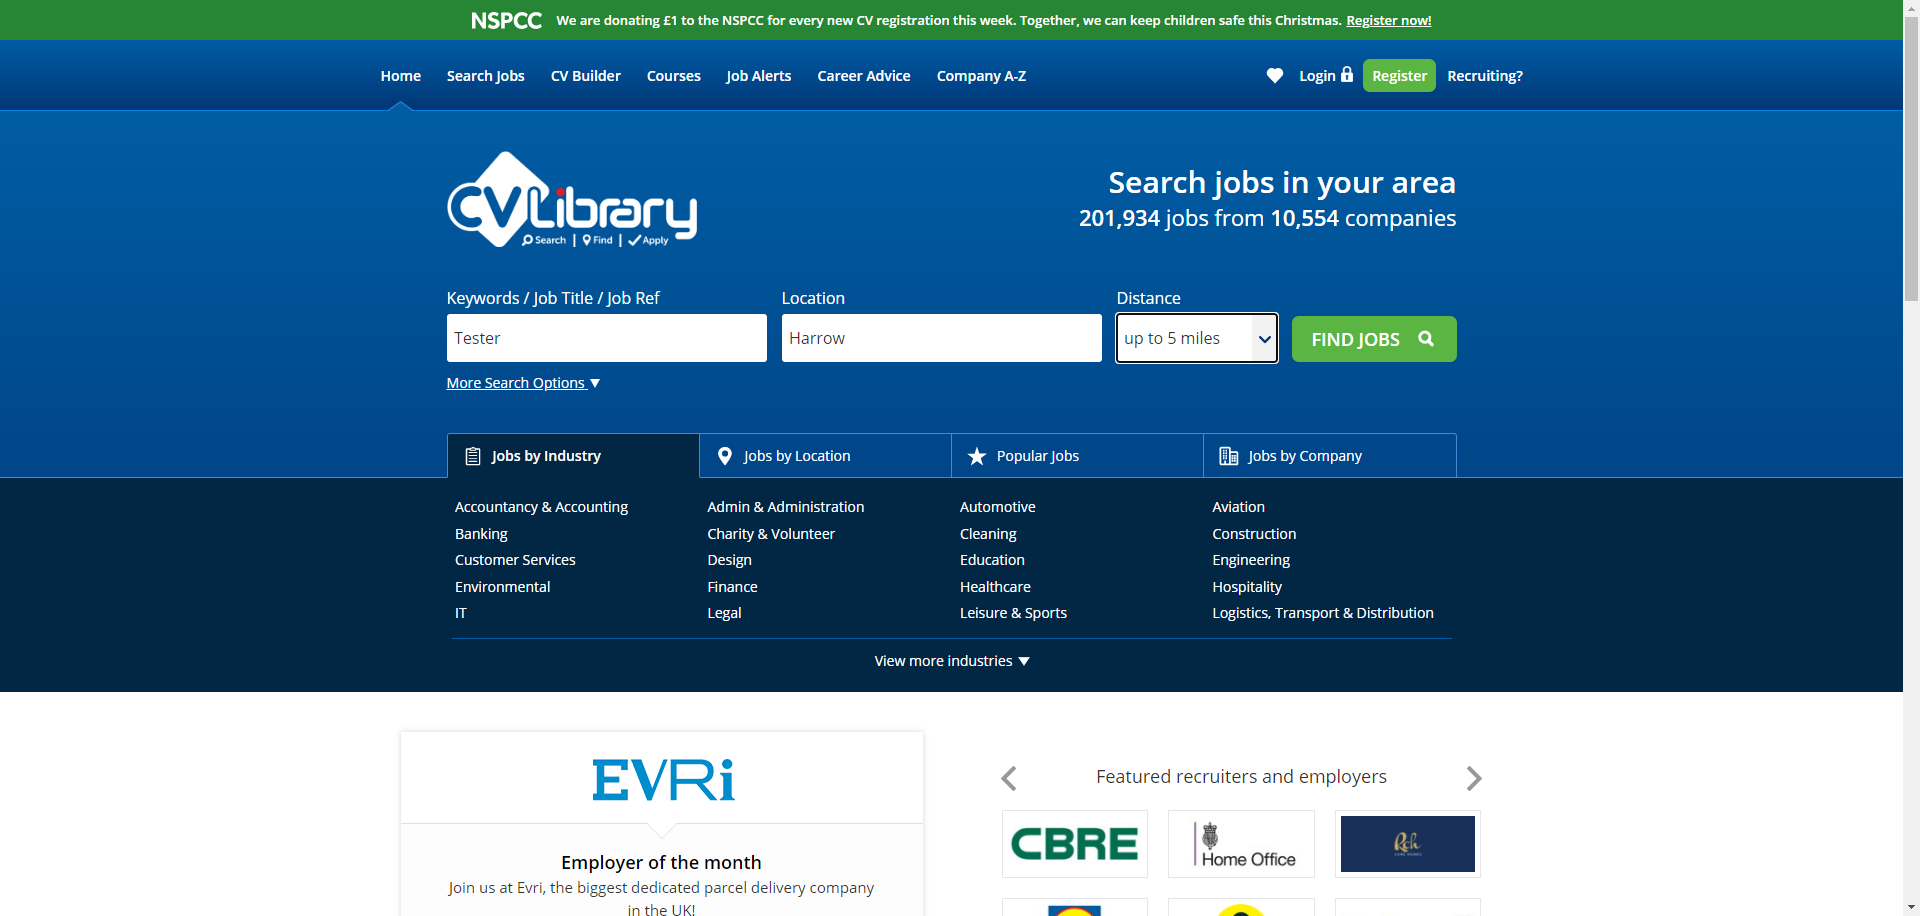 NSPCC We are donating £1 to the NSPCC for every new CV registration this week. Together, we can keep children safe this Christmas. Register now!
Home Search Jobs CV Builder Courses Job Alerts Career Advice Company A-Z Login Register Recruiting?
CVLibrary
Search | Find | Apply
Search jobs in your area
201,934 jobs from 10,554 companies
Keywords / Job Title / Job Ref Location Distance
Tester Harrow up to 5 miles FIND JOBS
More Search Options
Jobs by Industry Jobs by Location Popular Jobs Jobs by Company
Accountancy & Accounting Admin & Administration Automotive Aviation
Banking Charity & Volunteer Cleaning Construction
Customer Services Design Education Engineering
Environmental Finance Healthcare Hospitality
IT Legal Leisure & Sports Logistics, Transport & Distribution
View more industries
EVRi
Featured recruiters and employers
CBRE Home Office Rch
Employer of the month
Join us at Evri, the biggest dedicated parcel delivery company
in the UK!